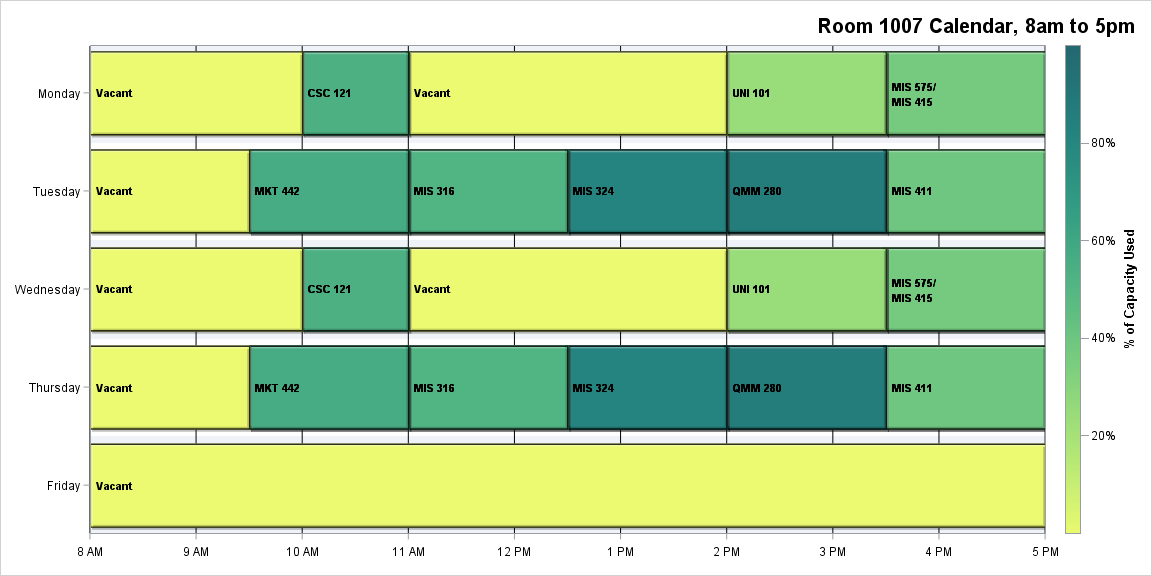 Room 1007 Calendar, 8am to 5pm
Monday
Vacant
CSC 121
Vacant
UNI 101
MIS 575/
MIS 415
Tuesday
Vacant
MKT 442
MIS 316
MIS 324
QMM 280
MIS 411
Wednesday
Vacant
CSC 121
Vacant
UNI 101
MIS 575/
MIS 415
Thursday
Vacant
MKT 442
MIS 316
MIS 324
QMM 280
MIS 411
Friday
Vacant
8 AM
9 AM
10 AM
11 AM
12 PM
1 PM
2 PM
3 PM
4 PM
5 PM
80%
60%
40%
20%
% of Capacity Used